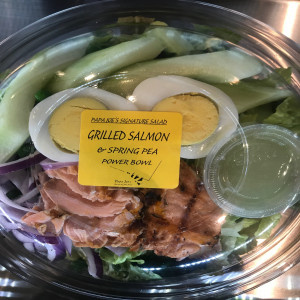 PAPA JOE'S SIGNATURE SALAD
GRILLED SALMON
& SPRING PEA
POWER BOWL